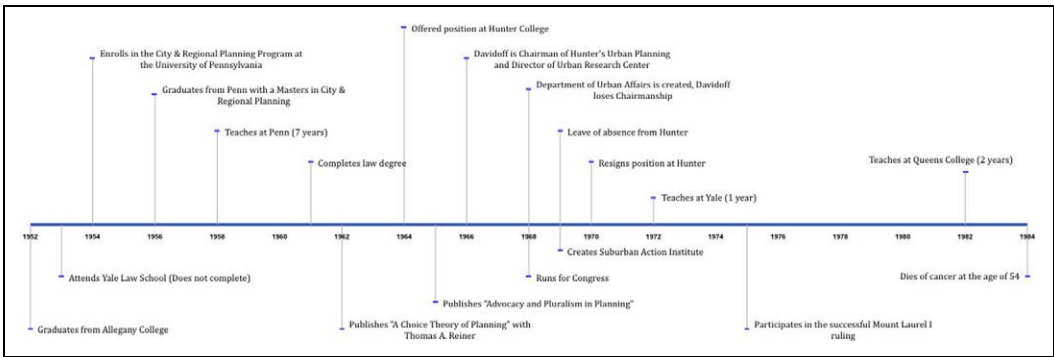 Offered position at Hunter College
Enrolls in the City & Regional Planning Program at
the University of Pennsylvania
Davidoff is Chairman of Hunter's Urban Planning
and Director of Urban Research Center
Graduates from Penn with a Masters in City &
Regional Planning
Department of Urban Affairs is created, Davidoff
loses Chairmanship
Teaches at Penn (7 years)
Leave of absence from Hunter
Completes law degree
Resigns position at Hunter
Teaches at Queens College (2 years)
Teaches at Yale (1 year)
1952 1954 1956 1958 1960 1962 1964 1966 1968 1970 1972 1974 1976 1978 1980 1982 1984
Creates Suburban Action Institute
Attends Yale Law School (Does not complete)
Runs for Congress
Dies of cancer at the age of 54
Publishes "Advocacy and Pluralism in Planning"
Graduates from Allegany College
Publishes "A Choice Theory of Planning" with
Thomas A. Reiner
Participates in the successful Mount Laurel I
ruling